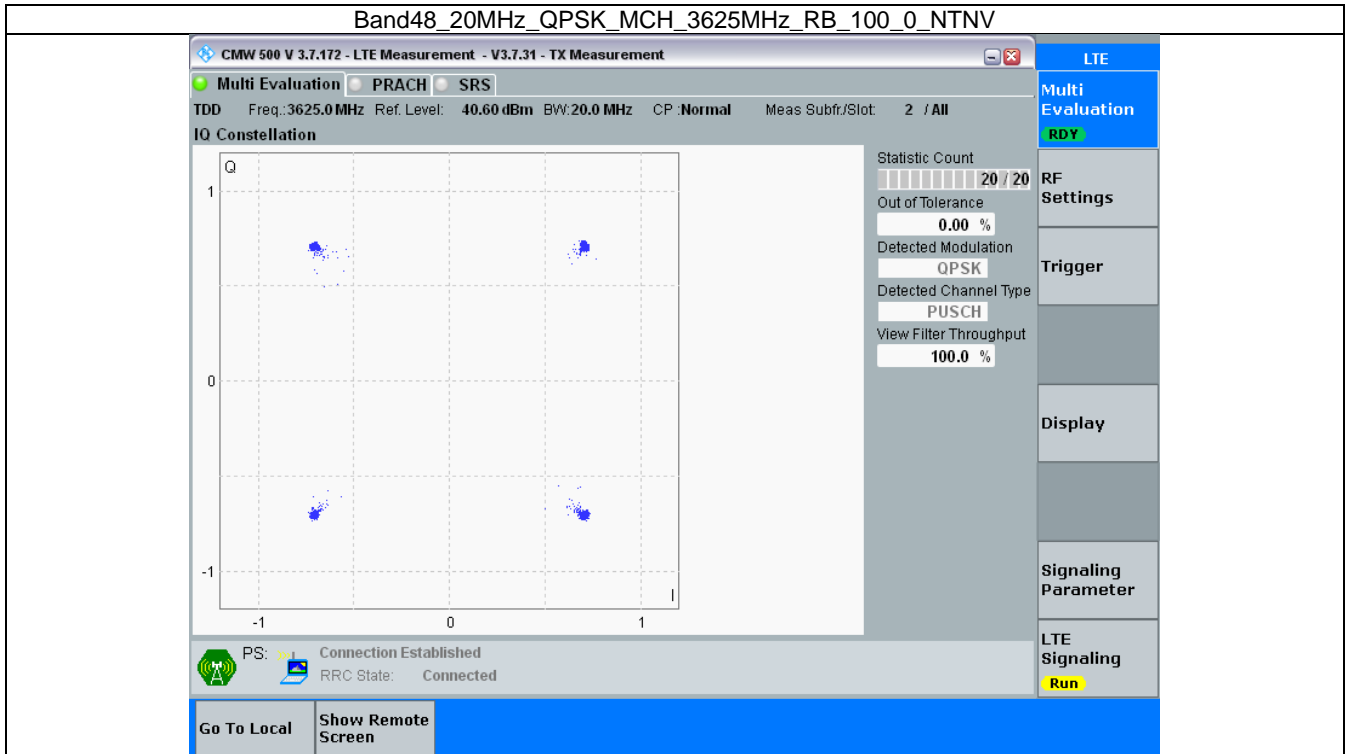 Band48_20MHz_QPSK_MCH_3625MHz_RB_100_0_NTNV
CMW 500 V 3.7.172 - LTE Measurement - V3.7.31 - TX Measurement
LTE
Multi Evaluation PRACH SRS
Multi
Evaluation
RDY
TDD Freq.:3625.0 MHz Ref. Level: 40.60 dBm BW:20.0 MHz CP :Normal Meas Subfr./Slot: 2 / All
IQ Constellation
Q
1
0
-1
I
-1 0 1
Statistic Count
20 / 20
Out of Tolerance
0.00 %
Detected Modulation
QPSK
Detected Channel Type
PUSCH
View Filter Throughput
100.0 %
RF
Settings
Trigger
Display
Signaling
Parameter
LTE
Signaling
Run
PS: Connection Established
RRC State: Connected
Go To Local
Show Remote
Screen